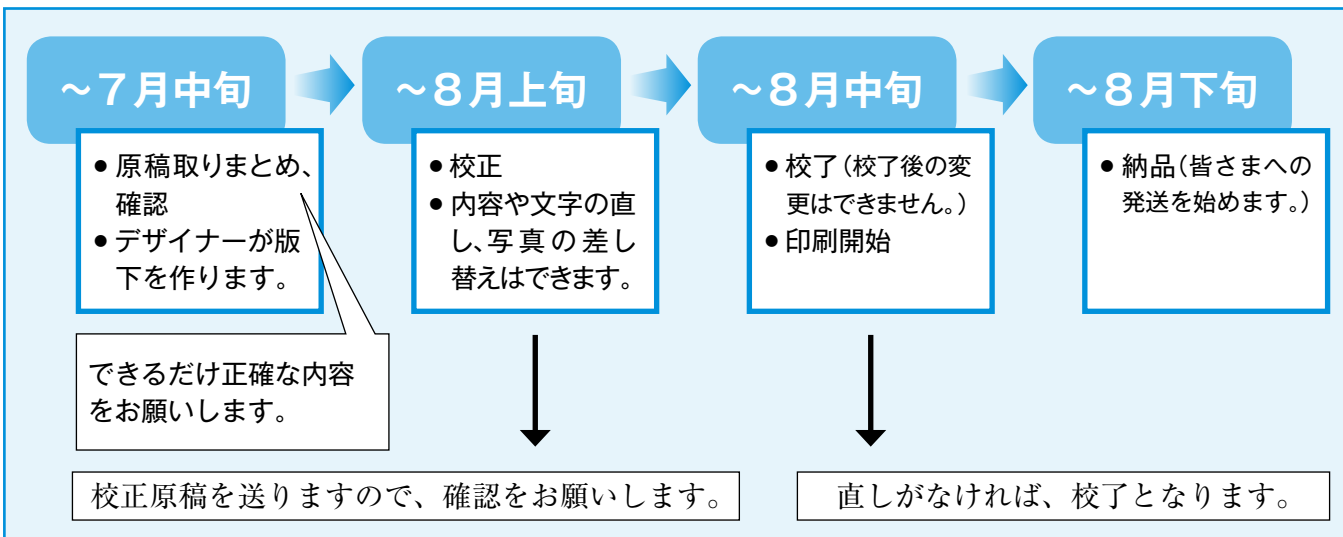 ～７月中旬
●原稿取りまとめ、
確認
●デザイナーが版
下を作ります。
できるだけ正確な内容
をお願いします。
～８月上旬
●校正
●内容や文字の直
し、写真の差し
替えはできます。
校正原稿を送りますので、確認をお願いします。
～８月中旬
●校了（校了後の変
更はできません。）
●印刷開始
直しがなければ、校了となります。
～８月下旬
●納品（皆さまへの
発送を始めます。）